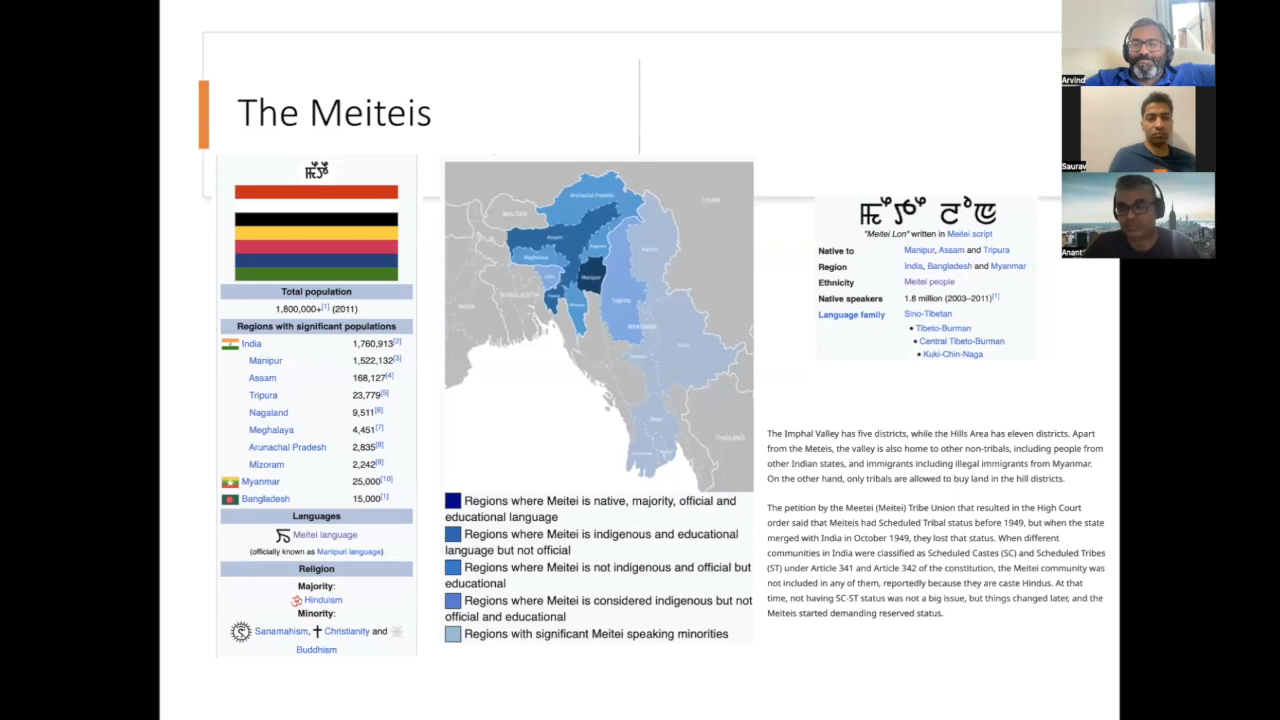 The Meiteis
ꯃꯩꯇꯩ
Total population
1,800,000+[1] (2011)
Regions with significant populations
India 1,760,913[2]
Manipur 1,522,132[3]
Assam 168,127[4]
Tripura 23,779[5]
Nagaland 9,511[6]
Meghalaya 4,451[7]
Arunachal Pradesh 2,835[8]
Mizoram 2,242[9]
Myanmar 25,000[10]
Bangladesh 15,000[1]
Languages
Meitei language
(officially known as Manipuri language)
Religion
Majority:
Hinduism
Minority:
Sanamahism, Christianity and
Buddhism
Arunachal Pradesh
CHINA
BHUTAN
Assam
Meghalaya
Manipur
BANGLADESH
INDIA
Sagaing
MYANMAR
THAILAND
Regions where Meitei is native, majority, official and
educational language
Regions where Meitei is indigenous and educational
language but not official
Regions where Meitei is not indigenous and official but
educational
Regions where Meitei is considered indigenous but not
official and educational
Regions with significant Meitei speaking minorities
ꯃꯩꯇꯩ ꯂꯣꯟ
"Meitei Lon" written in Meitei script
Native to Manipur, Assam and Tripura
Region India, Bangladesh and Myanmar
Ethnicity Meitei people
Native speakers 1.8 million (2003–2011)[1]
Language family Sino-Tibetan
• Tibeto-Burman
• Central Tibeto-Burman
• Kuki-Chin-Naga
The Imphal Valley has five districts, while the Hills Area has eleven districts. Apart
from the Meteis, the valley is also home to other non-tribals, including people from
other Indian states, and immigrants including illegal immigrants from Myanmar.
On the other hand, only tribals are allowed to buy land in the hill districts.
The petition by the Meetei (Meitei) Tribe Union that resulted in the High Court
order said that Meiteis had Scheduled Tribal status before 1949, but when the state
merged with India in October 1949, they lost that status. When different
communities in India were classified as Scheduled Castes (SC) and Scheduled Tribes
(ST) under Article 341 and Article 342 of the constitution, the Meitei community was
not included in any of them, reportedly because they are caste Hindus. At that
time, not having SC-ST status was not a big issue, but things changed later, and the
Meiteis started demanding reserved status.
Arvind
Saurav
Anant